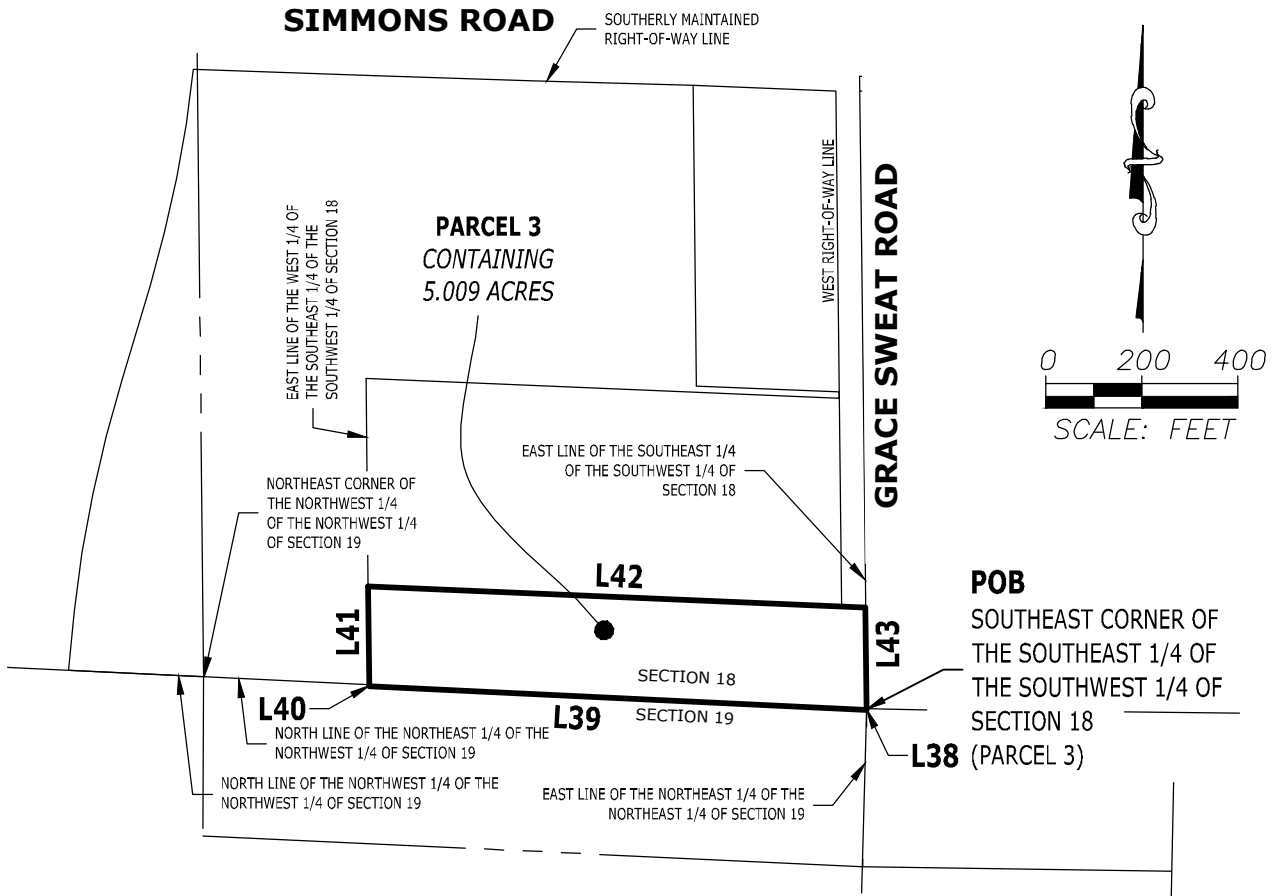 SIMMONS ROAD
SOUTHERLY MAINTAINED
RIGHT-OF-WAY LINE
WEST RIGHT-OF-WAY LINE
GRACE SWEAT ROAD
EAST LINE OF THE WEST 1/4 OF
THE SOUTHEAST 1/4 OF THE
SOUTHWEST 1/4 OF SECTION 18
PARCEL 3
CONTAINING
5.009 ACRES
0 200 400
SCALE: FEET
EAST LINE OF THE SOUTHEAST 1/4
OF THE SOUTHWEST 1/4 OF
SECTION 18
NORTHEAST CORNER OF
THE NORTHWEST 1/4
OF THE NORTHWEST 1/4
OF SECTION 19
L42
L41
L43
POB
SOUTHEAST CORNER OF
THE SOUTHEAST 1/4 OF
THE SOUTHWEST 1/4 OF
SECTION 18
(PARCEL 3)
SECTION 18
SECTION 19
L40
L39
L38
NORTH LINE OF THE NORTHEAST 1/4 OF THE
NORTHWEST 1/4 OF SECTION 19
NORTH LINE OF THE NORTHWEST 1/4 OF THE
NORTHWEST 1/4 OF SECTION 19
EAST LINE OF THE NORTHEAST 1/4 OF THE
NORTHEAST 1/4 OF SECTION 19